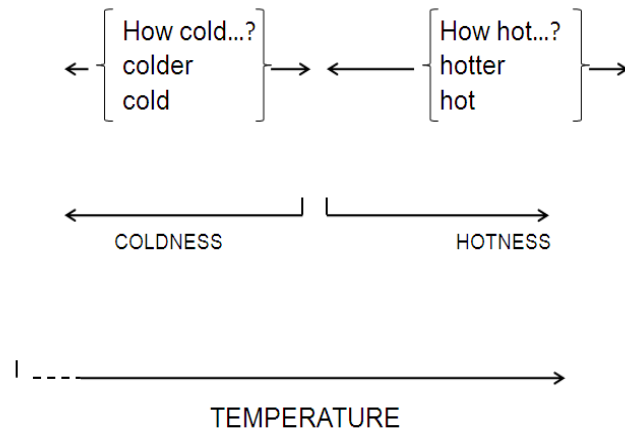 How cold...?
colder
cold
How hot...?
hotter
hot
COLDNESS
HOTNESS
TEMPERATURE